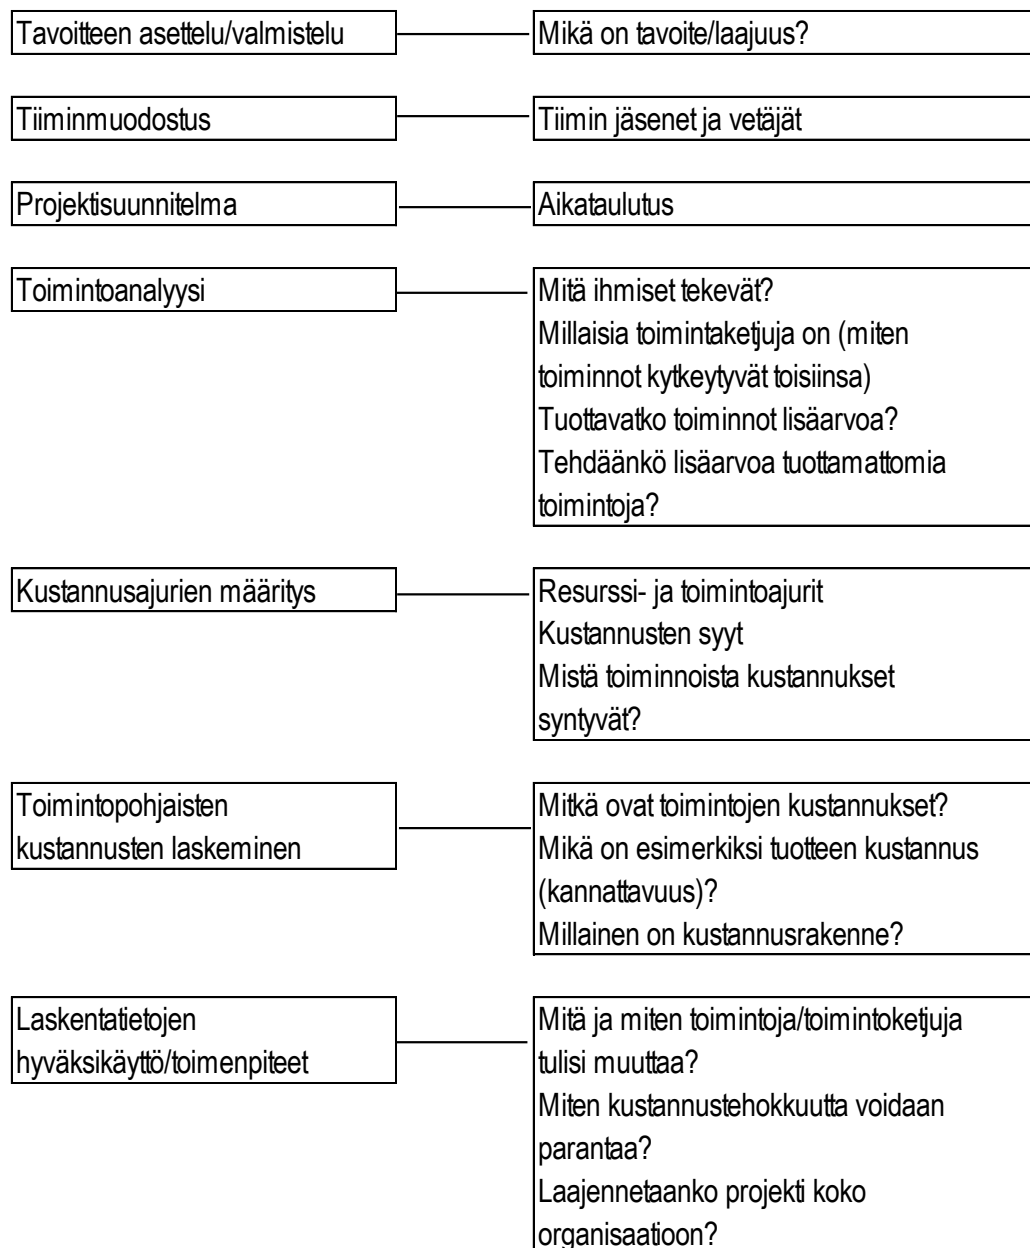 Tavoitteen asettelu/valmistelu
Mikä on tavoite/laajuus?
Tiiminmuodostus
Tiimin jäsenet ja vetäjät
Projektisuunnitelma
Aikataulutus
Toimintoanalyysi
Mitä ihmiset tekevät?
Millaisia toimintaketjuja on (miten
toiminnot kytkeytyvät toisiinsa)
Tuottavatko toiminnot lisäarvoa?
Tehdäänkö lisäarvoa tuottamattomia
toimintoja?
Kustannusajurien määritys
Resurssi- ja toimintoajurit
Kustannusten syyt
Mistä toiminnoista kustannukset
syntyvät?
Toimintopohjaisten
kustannusten laskeminen
Mitkä ovat toimintojen kustannukset?
Mikä on esimerkiksi tuotteen kustannus
(kannattavuus)?
Millainen on kustannusrakenne?
Laskentatietojen
hyväksikäyttö/toimenpiteet
Mitä ja miten toimintoja/toimintoketjuja
tulisi muuttaa?
Miten kustannustehokkuutta voidaan
parantaa?
Laajennetaanko projekti koko
organisaatioon?